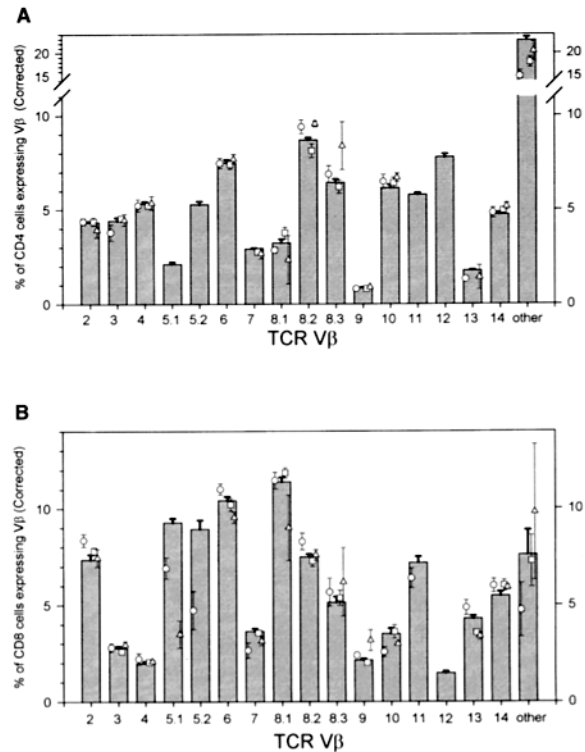 A
% of CD4 cells expressing Vβ (Corrected)
20
15
10
5
0
20
15
10
5
0
2 3 4 5.1 5.2 6 7 8.1 8.2 8.3 9 10 11 12 13 14 other
TCR Vβ
B
% of CD8 cells expressing Vβ (Corrected)
10
5
0
10
5
0
2 3 4 5.1 5.2 6 7 8.1 8.2 8.3 9 10 11 12 13 14 other
TCR Vβ